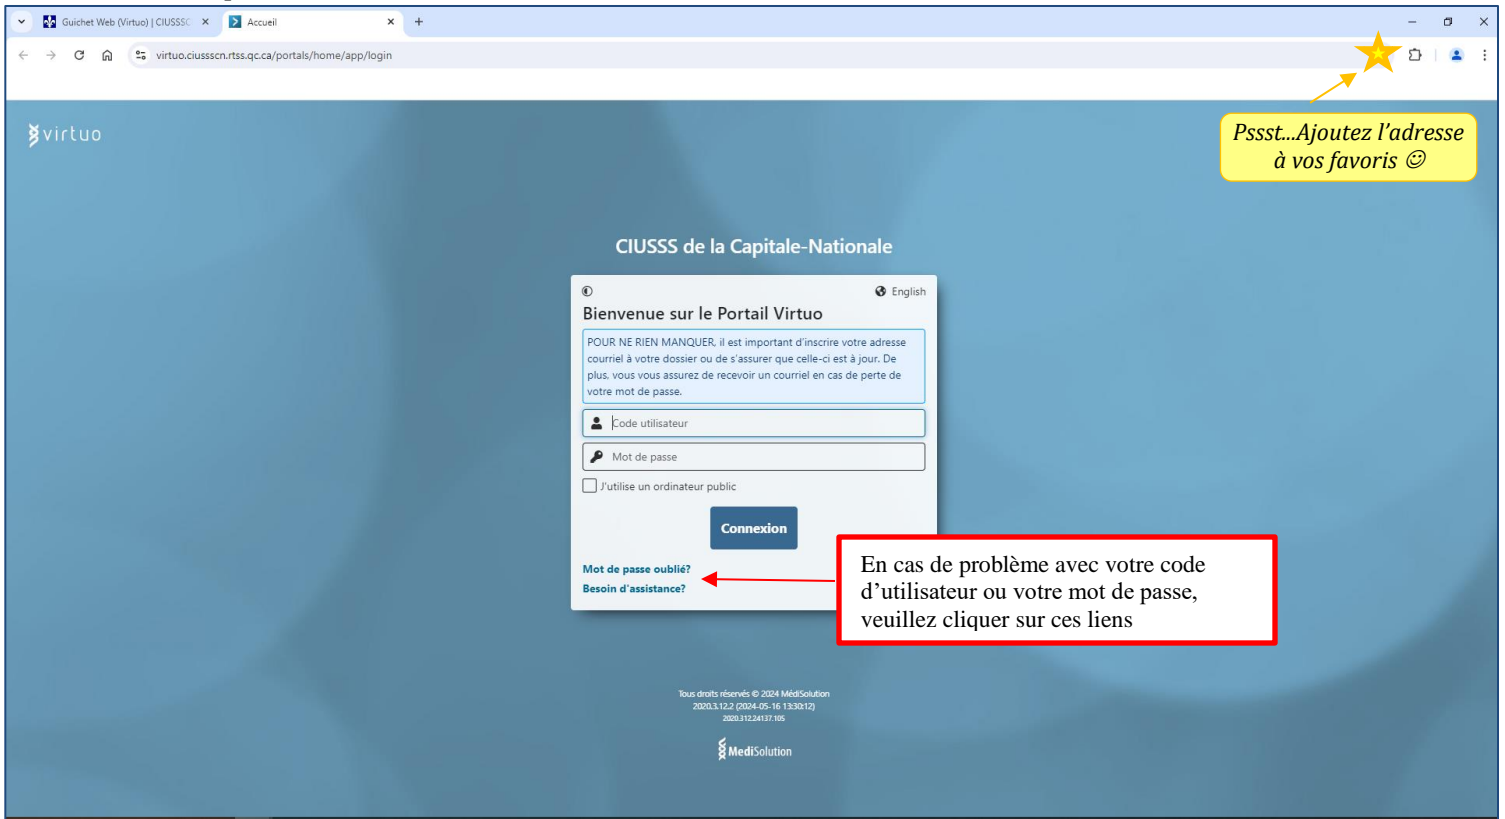 Guichet Web (Virtuo) | CIUSSSC
Accueil
virtuo.ciussscn.rtss.qc.ca/portals/home/app/login
virtuo
Pssst...Ajoutez l’adresse
à vos favoris ☺
CIUSSS de la Capitale-Nationale
English
Bienvenue sur le Portail Virtuo
POUR NE RIEN MANQUER, il est important d'inscrire votre adresse
courriel à votre dossier ou de s'assurer que celle-ci est à jour. De
plus, vous vous assurez de recevoir un courriel en cas de perte de
votre mot de passe.
Code utilisateur
Mot de passe
J'utilise un ordinateur public
Connexion
Mot de passe oublié?
Besoin d'assistance?
En cas de problème avec votre code
d’utilisateur ou votre mot de passe,
veuillez cliquer sur ces liens
Tous droits réservés © 2024 MédiSolution
2020.3.12.2 (2024-05-16 13:30:12)
2020.312.24137.105
MediSolution